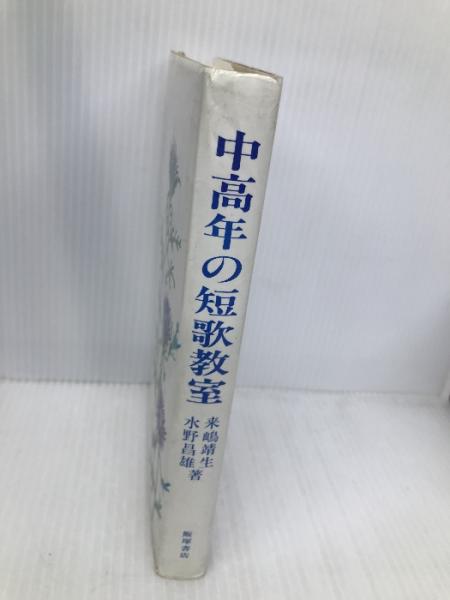 中高年の短歌教室
来嶋靖生
水野昌雄著
飯塚書店